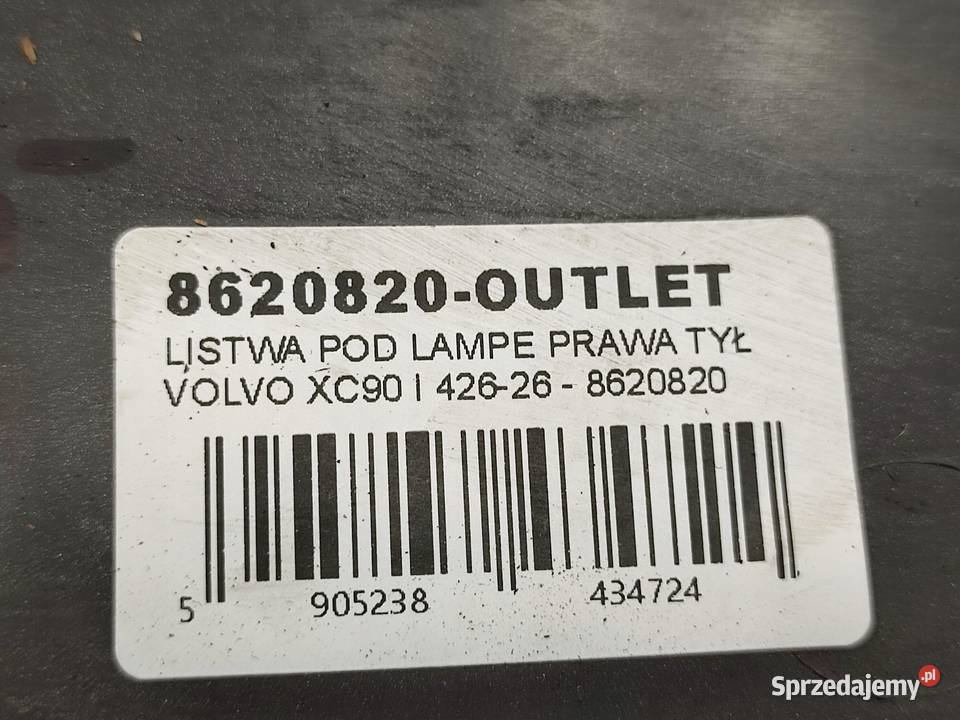 8620820-OUTLET
LISTWA POD LAMPE PRAWA TYŁ
VOLVO XC90 I 426-26 - 8620820
5 905238 434724
Sprzedajemy.pl